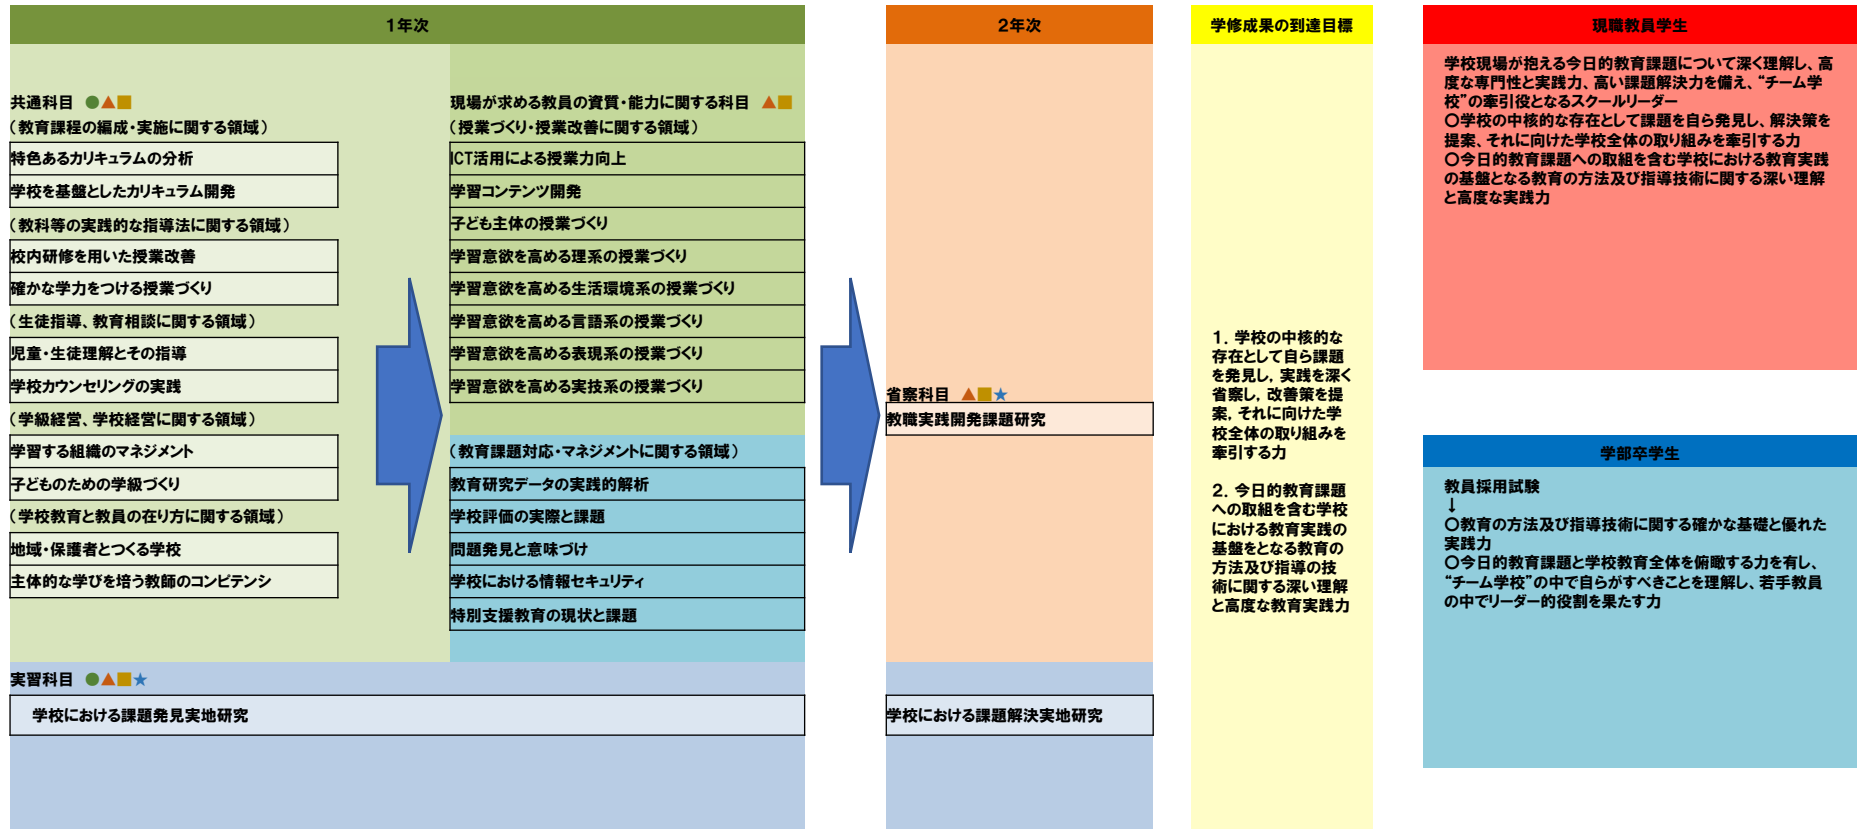 1年次
共通科目 ●▲■
（教育課程の編成・実施に関する領域）
特色あるカリキュラムの分析
学校を基盤としたカリキュラム開発
（教科等の実践的な指導法に関する領域）
校内研修を用いた授業改善
確かな学力をつける授業づくり
（生徒指導、教育相談に関する領域）
児童・生徒理解とその指導
学校カウンセリングの実践
（学級経営、学校経営に関する領域）
学習する組織のマネジメント
子どものための学級づくり
（学校教育と教員の在り方に関する領域）
地域・保護者とつくる学校
主体的な学びを培う教師のコンピテンシ
現場が求める教員の資質・能力に関する科目 ▲■
（授業づくり・授業改善に関する領域）
ICT活用による授業力向上
学習コンテンツ開発
子ども主体の授業づくり
学習意欲を高める理系の授業づくり
学習意欲を高める生活環境系の授業づくり
学習意欲を高める言語系の授業づくり
学習意欲を高める表現系の授業づくり
学習意欲を高める実技系の授業づくり
（教育課題対応・マネジメントに関する領域）
教育研究データの実践的解析
学校評価の実際と課題
問題発見と意味づけ
学校における情報セキュリティ
特別支援教育の現状と課題
実習科目 ●▲■★
学校における課題発見実地研究
2年次
省察科目 ▲■★
教職実践開発課題研究
学校における課題解決実地研究
学修成果の到達目標
1．学校の中核的な
存在として自ら課題
を発見し，実践を深く
省察し，改善策を提
案，それに向けた学
校全体の取り組みを
牽引する力
2．今日的教育課題
への取組を含む学校
における教育実践の
基盤をとなる教育の
方法及び指導の技
術に関する深い理解
と高度な教育実践力
現職教員学生
学校現場が抱える今日的教育課題について深く理解し、高
度な専門性と実践力、高い課題解決力を備え、“チーム学
校”の牽引役となるスクールリーダー
○学校の中核的な存在として課題を自ら発見し、解決策を
提案、それに向けた学校全体の取り組みを牽引する力
○今日的教育課題への取組を含む学校における教育実践
の基盤となる教育の方法及び指導技術に関する深い理解
と高度な実践力
学部卒学生
教員採用試験
↓
○教育の方法及び指導技術に関する確かな基礎と優れた
実践力
○今日的教育課題と学校教育全体を俯瞰する力を有し、
“チーム学校”の中で自らがすべきことを理解し、若手教員
の中でリーダー的役割を果たす力